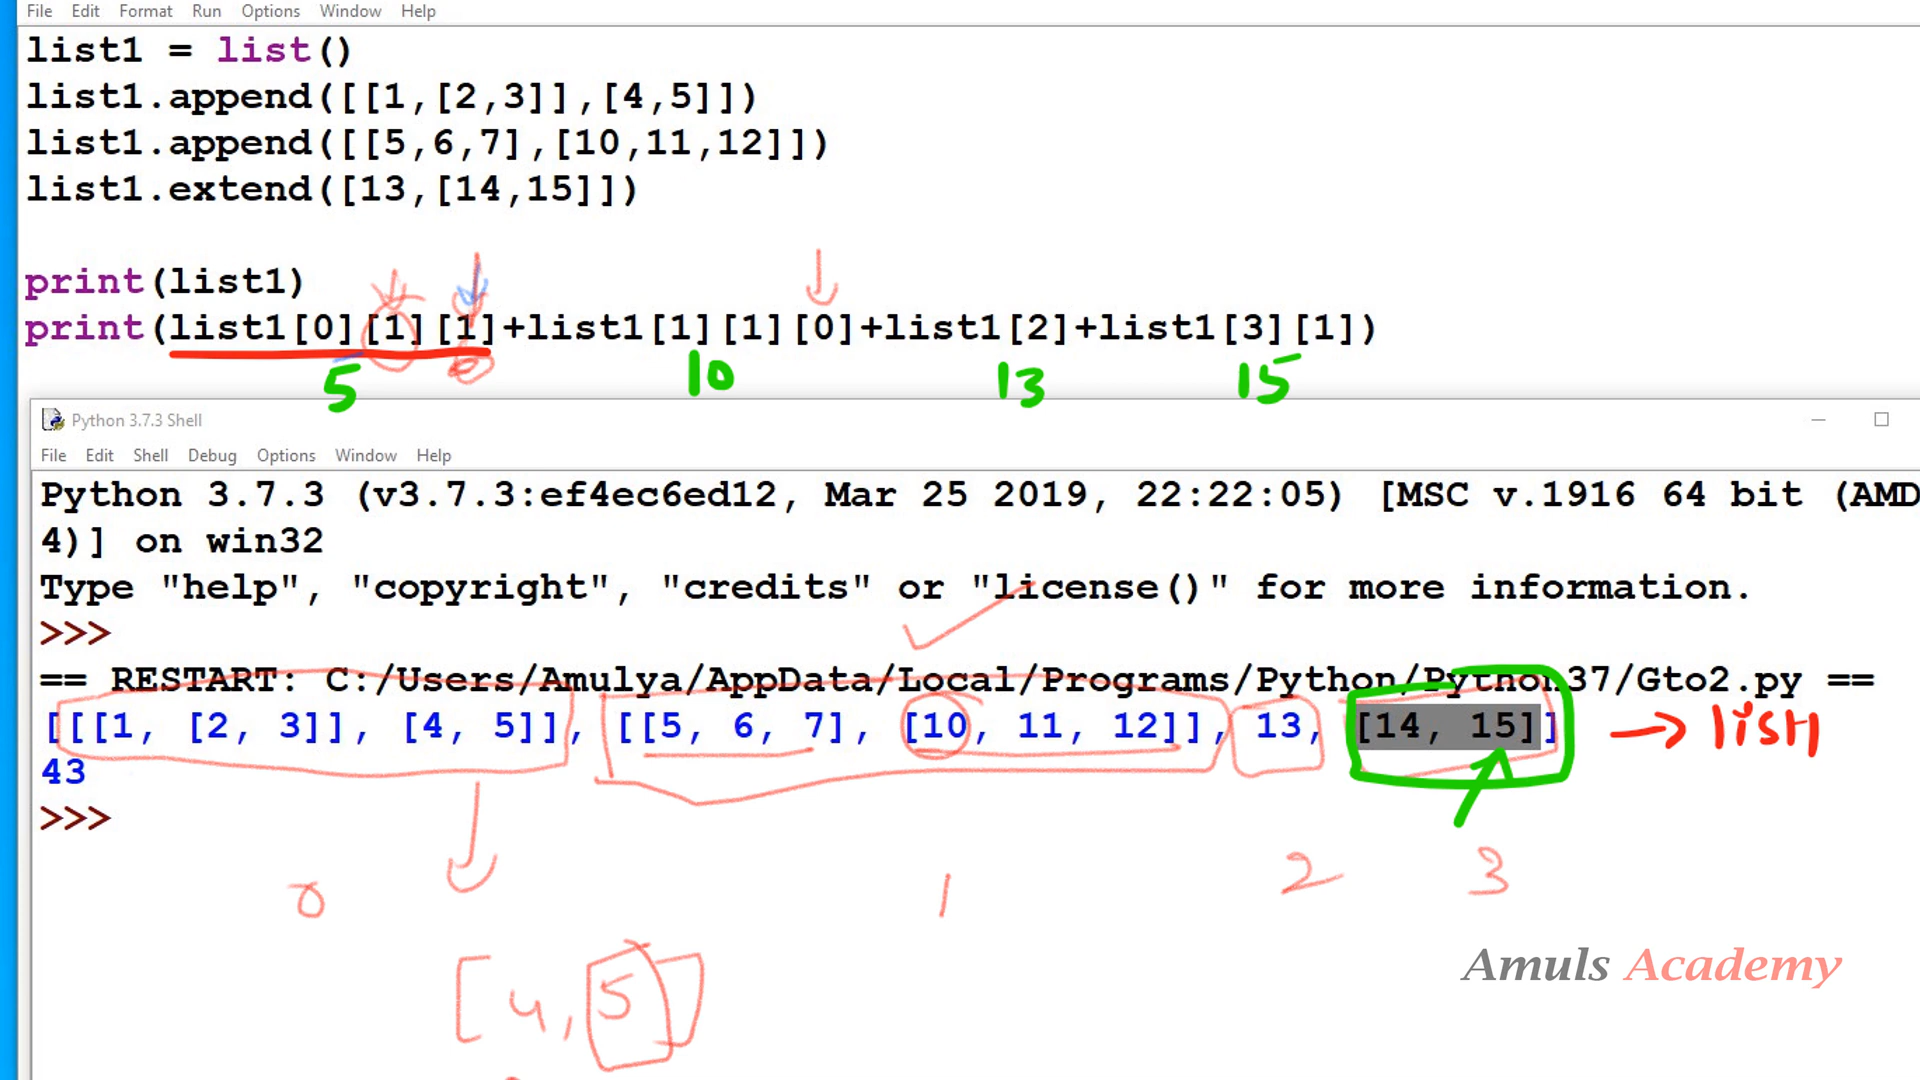 File Edit Format Run Options Window Help
list1 = list()
list1.append([[1,[2,3]],[4,5]])
list1.append([[5,6,7],[10,11,12]])
list1.extend([13,[14,15]])
print(list1)
print(list1[0][1][1]+list1[1][1][0]+list1[2]+list1[3][1])
5 10 13 15
Python 3.7.3 Shell
File Edit Shell Debug Options Window Help
Python 3.7.3 (v3.7.3:ef4ec6ed12, Mar 25 2019, 22:22:05) [MSC v.1916 64 bit (AMD
4)] on win32
Type "help", "copyright", "credits" or "license()" for more information.
>>>
== RESTART: C:/Users/Amulya/AppData/Local/Programs/Python/Python37/Gto2.py ==
[[[1, [2, 3]], [4, 5]], [[5, 6, 7], [10, 11, 12]], 13, [14, 15]] → list1
43
>>>
0 1 2 3
[4, 5]
Amuls Academy